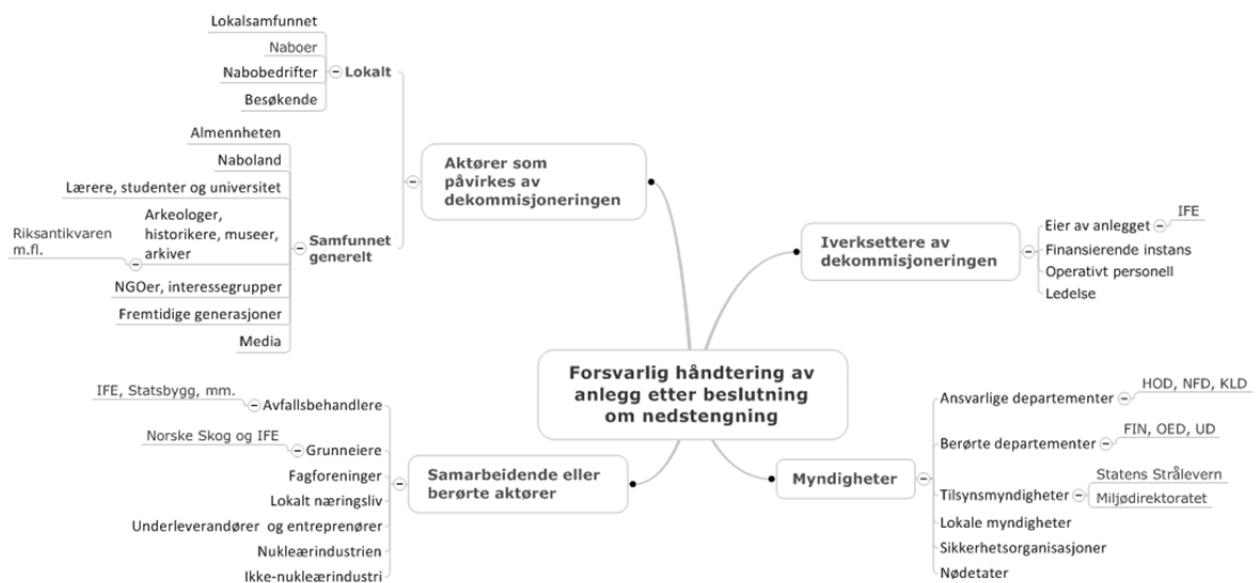 Lokalsamfunnet
Naboer
Nabobedrifter
Besøkende
Lokalt
Almennheten
Naboland
Lærere, studenter og universitet
Arkeologer,
historikere, museer,
arkiver
Riksantikvaren
m.fl.
NGOer, interessegrupper
Fremtidige generasjoner
Media
Samfunnet
generelt
Aktører som
påvirkes av
dekommisjoneringen
Iverksettere av
dekommisjoneringen
Eier av anlegget
IFE
Finansierende instans
Operativt personell
Ledelse
Forsvarlig håndtering av
anlegg etter beslutning
om nedstengning
IFE, Statsbygg, mm.
Avfallsbehandlere
Norske Skog og IFE
Grunneiere
Fagforeninger
Lokalt næringsliv
Underleverandører og entreprenører
Nukleærindustrien
Ikke-nukleærindustri
Samarbeidende eller
berørte aktører
Myndigheter
Ansvarlige departementer
HOD, NFD, KLD
Berørte departementer
FIN, OED, UD
Tilsynsmyndigheter
Statens Strålevern
Miljødirektoratet
Lokale myndigheter
Sikkerhetsorganisasjoner
Nødetater